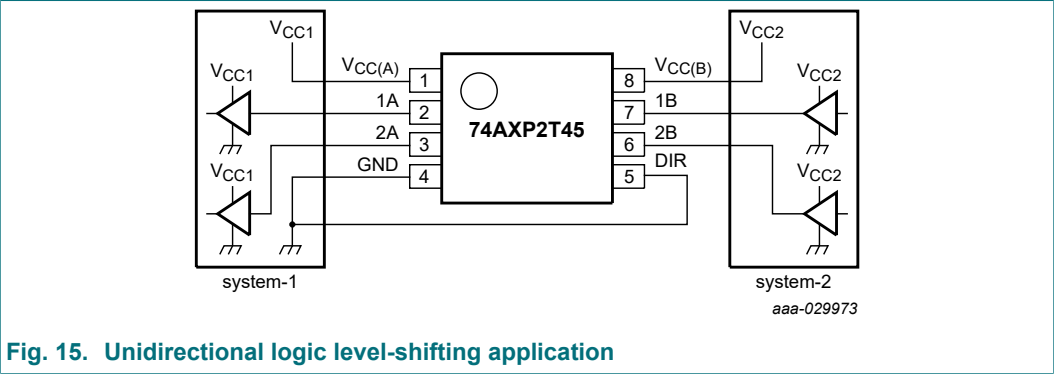 VCC1
VCC2
VCC1
VCC(A)
1
8
VCC(B)
VCC2
1A
2
74AXP2T45
7
1B
2A
3
6
2B
VCC1
GND
4
5
DIR
VCC2
system-1
system-2
aaa-029973
Fig. 15. Unidirectional logic level-shifting application